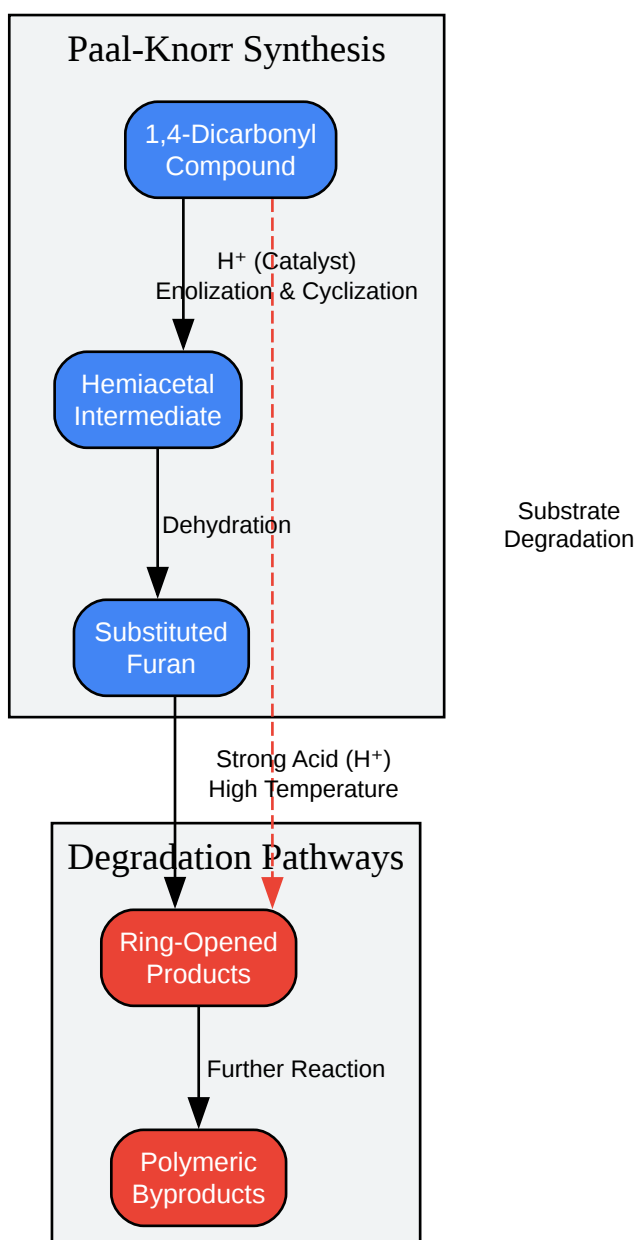 Paal-Knorr Synthesis
1,4-Dicarbonyl
Compound
H⁺ (Catalyst)
Enolization & Cyclization
Hemiacetal
Intermediate
Dehydration
Substrate
Degradation
Substituted
Furan
Strong Acid (H⁺)
High Temperature
Degradation Pathways
Ring-Opened
Products
Further Reaction
Polymeric
Byproducts